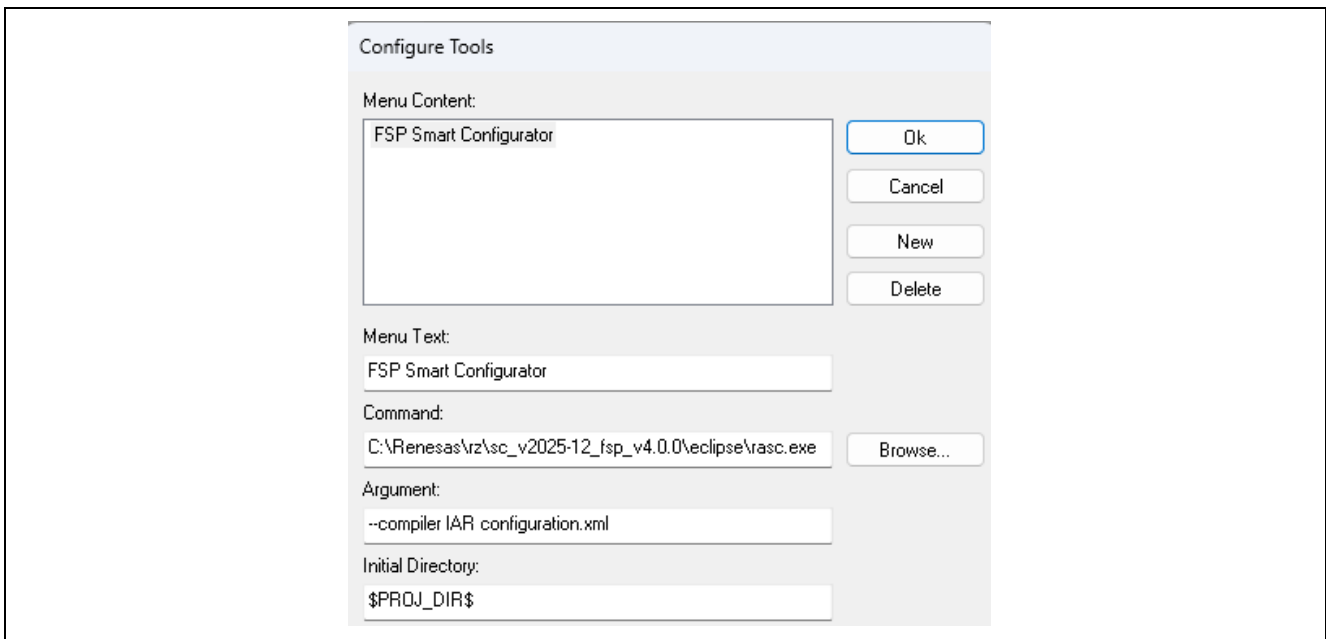 Configure Tools
Menu Content:
FSP Smart Configurator
Ok
Cancel
New
Delete
Menu Text:
FSP Smart Configurator
Command:
C:\Renesas\rz\sc_v2025-12_fsp_v4.0.0\eclipse\rasc.exe
Browse...
Argument:
--compiler IAR configuration.xml
Initial Directory:
$PROJ_DIR$